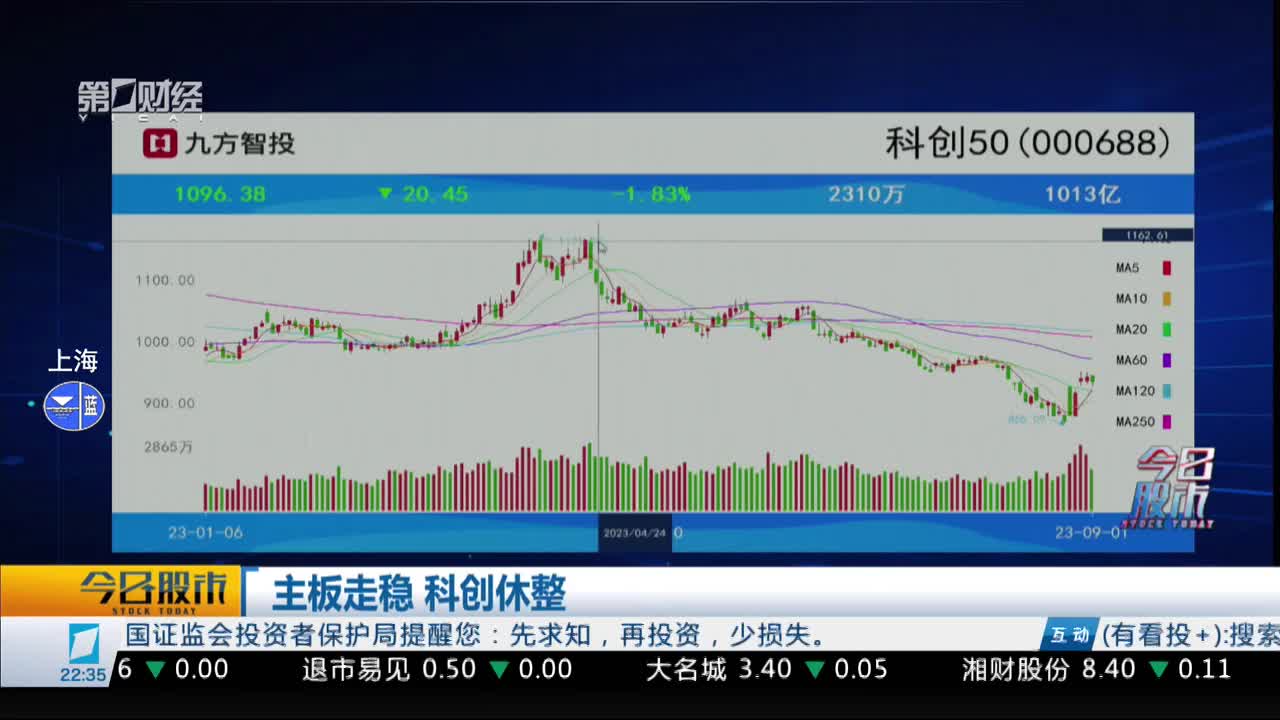 第一财经
YICAI
九方智投
科创50(000688)
1096.38 ▼ 20.45 -1.83% 2310万 1013亿
1162.61
1100.00
1000.00
900.00
2865万
MA5
MA10
MA20
MA60
MA120
MA250
上海
蓝
23-01-06
2023/04/24
0
23-09-01
今日股市
STOCK TODAY
今日股市
STOCK TODAY
主板走稳 科创休整
国证监会投资者保护局提醒您：先求知，再投资，少损失。
互动
(有看投+):搜索
22:35
6 ▼ 0.00 退市易见 0.50 ▼ 0.00 大名城 3.40 ▼ 0.05 湘财股份 8.40 ▼ 0.11